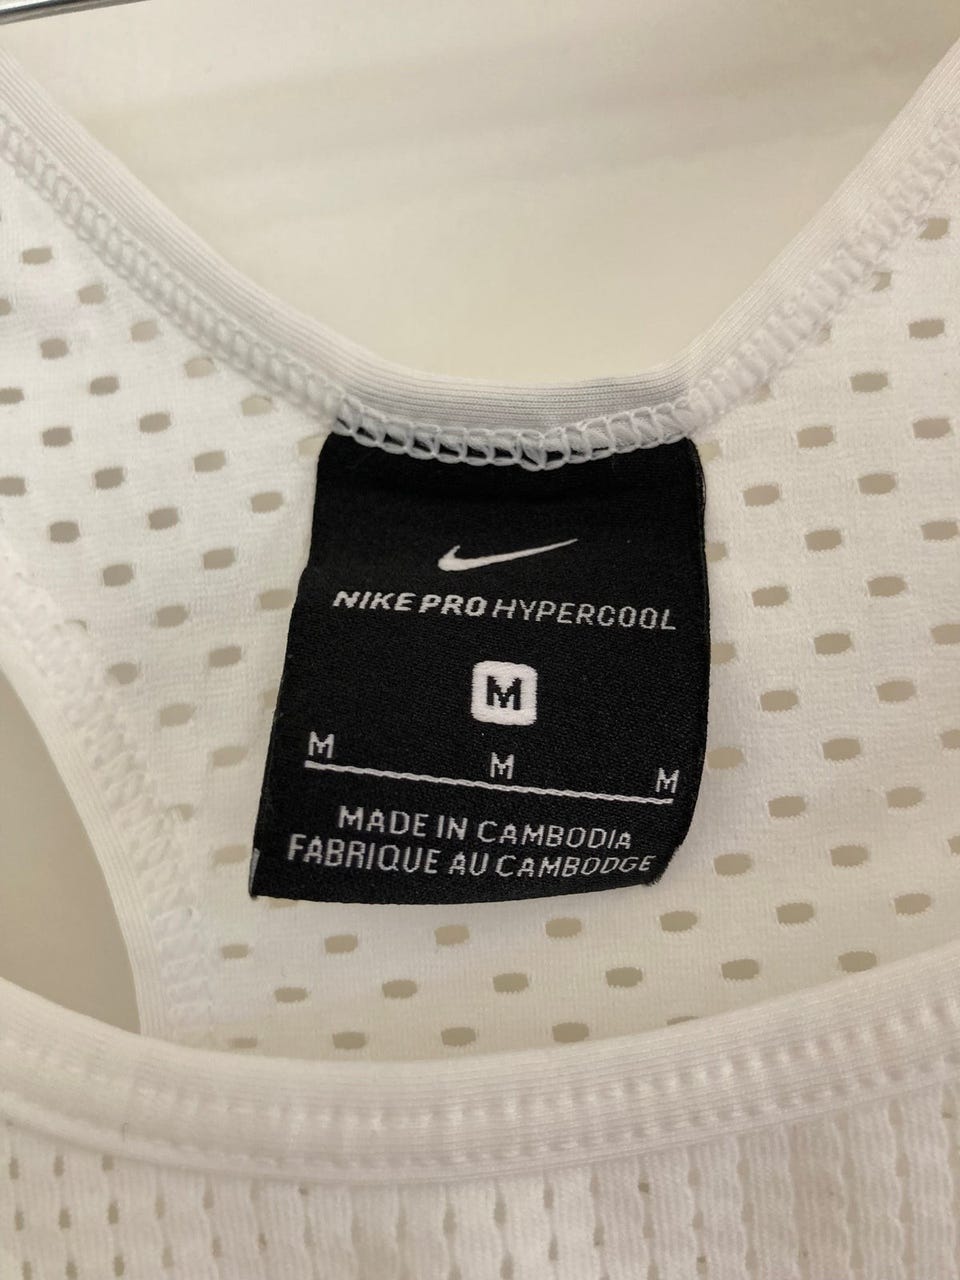 NIKE PRO HYPERCOOL
M
M M M
MADE IN CAMBODIA
FABRIQUE AU CAMBODGE